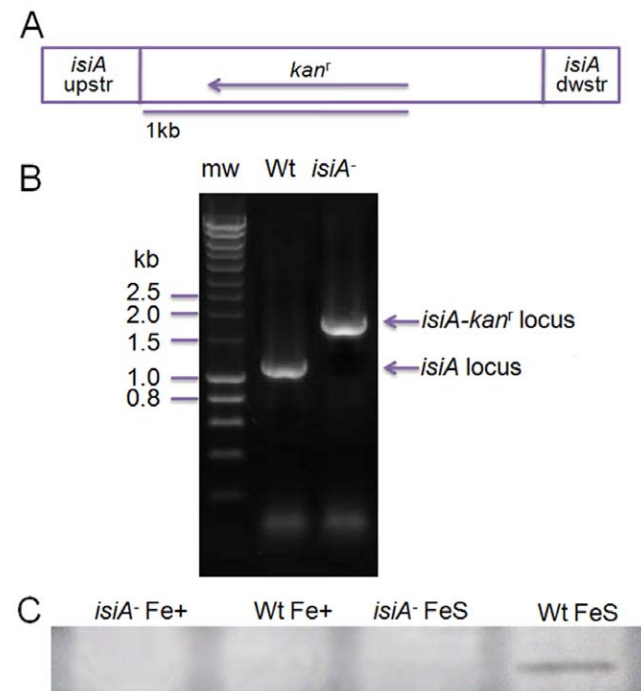 A
isiA upstr
kanʳ
isiA dwstr
1kb
B
mw Wt isiA⁻
kb
2.5
2.0
1.5
1.0
0.8
isiA-kanʳ locus
isiA locus
C
isiA⁻ Fe+ Wt Fe+ isiA⁻ FeS Wt FeS